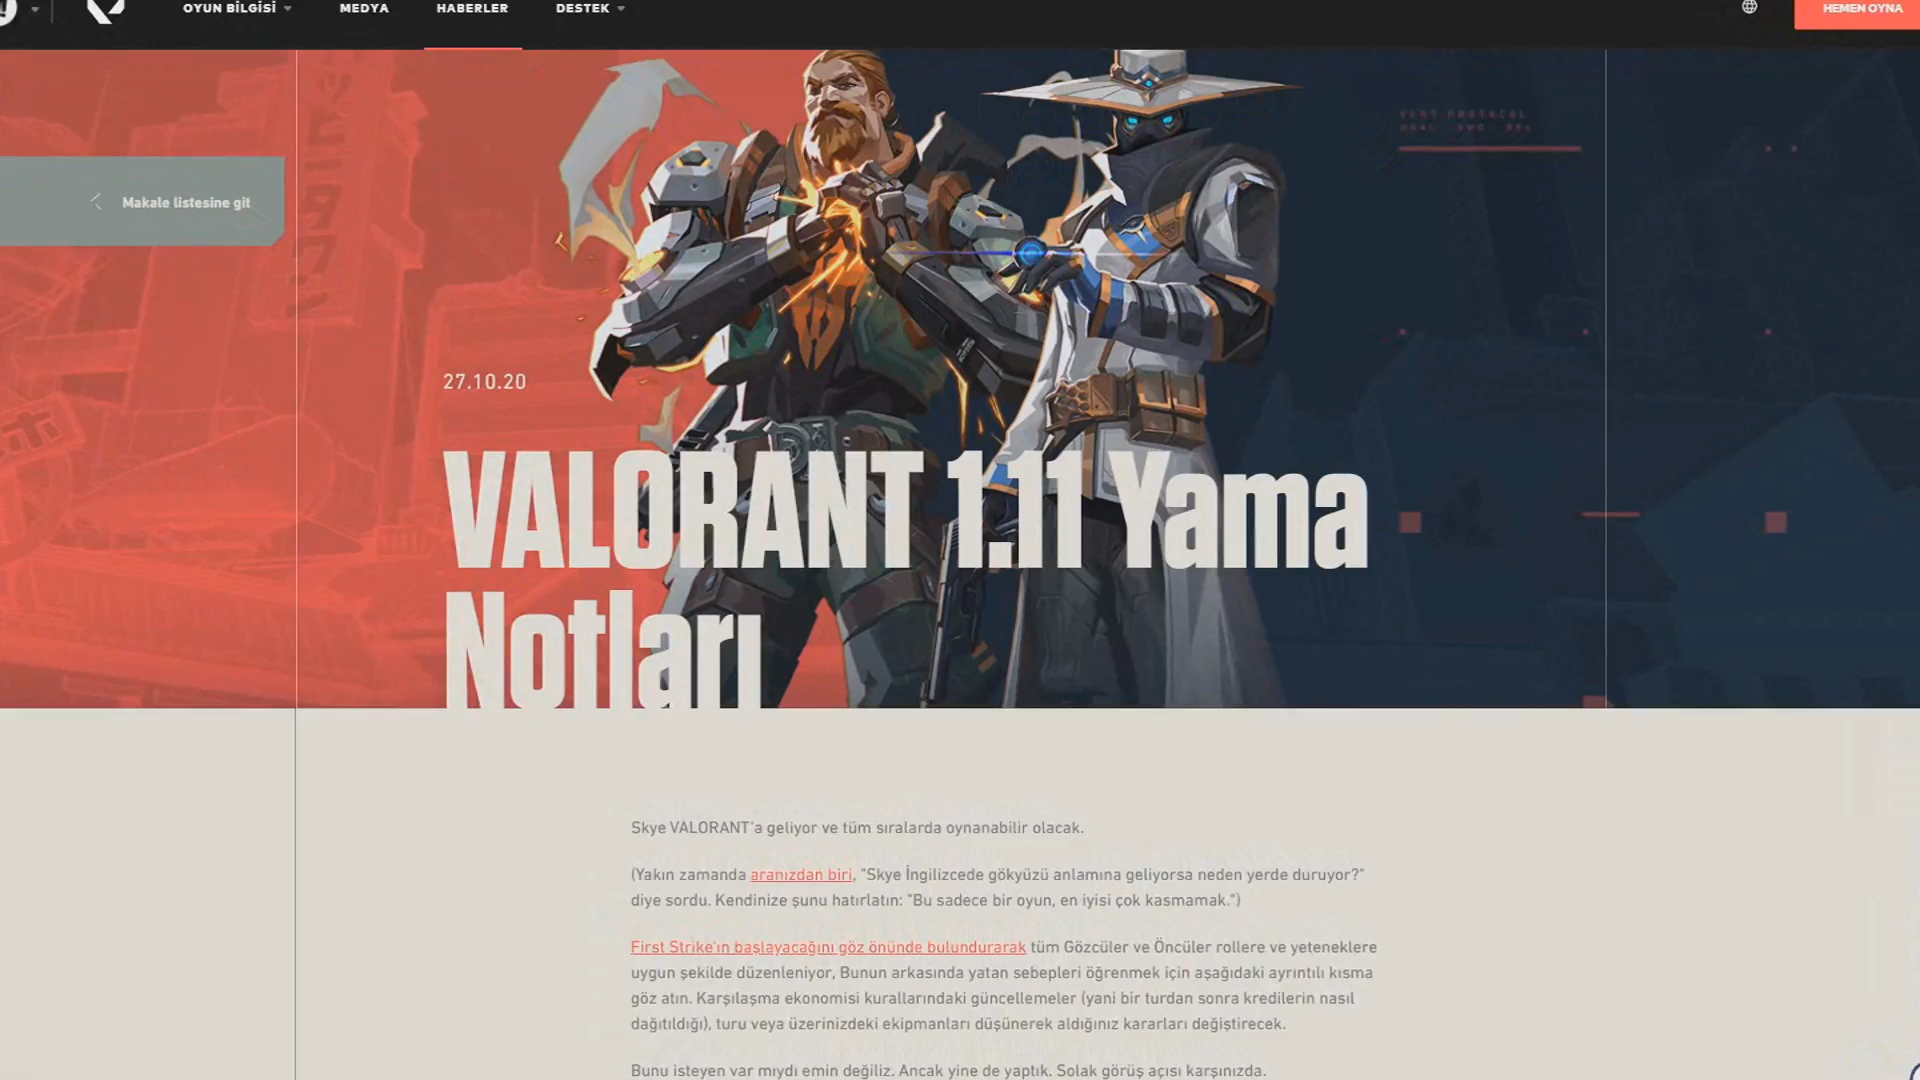 OYUN BİLGİSİ
MEDYA
HABERLER
DESTEK
HEMEN OYNA
Makale listesine git
27.10.20
VALORANT 1.11 Yama
Notları
Skye VALORANT'a geliyor ve tüm sıralarda oynanabilir olacak.
(Yakın zamanda aranızdan biri, "Skye İngilizcede gökyüzü anlamına geliyorsa neden yerde duruyor?"
diye sordu. Kendinize şunu hatırlatın: "Bu sadece bir oyun, en iyisi çok kasmamak.")
First Strike'ın başlayacağını göz önünde bulundurarak tüm Gözcüler ve Öncüler rollere ve yeteneklere
uygun şekilde düzenleniyor, Bunun arkasında yatan sebepleri öğrenmek için aşağıdaki ayrıntılı kısma
göz atın. Karşılaşma ekonomisi kurallarındaki güncellemeler (yani bir turdan sonra kredilerin nasıl
dağıtıldığı), turu veya üzerinizdeki ekipmanları düşünerek aldığınız kararları değiştirecek.
Bunu isteyen var mıydı emin değiliz. Ancak yine de yaptık. Solak görüş açısı karşınızda.